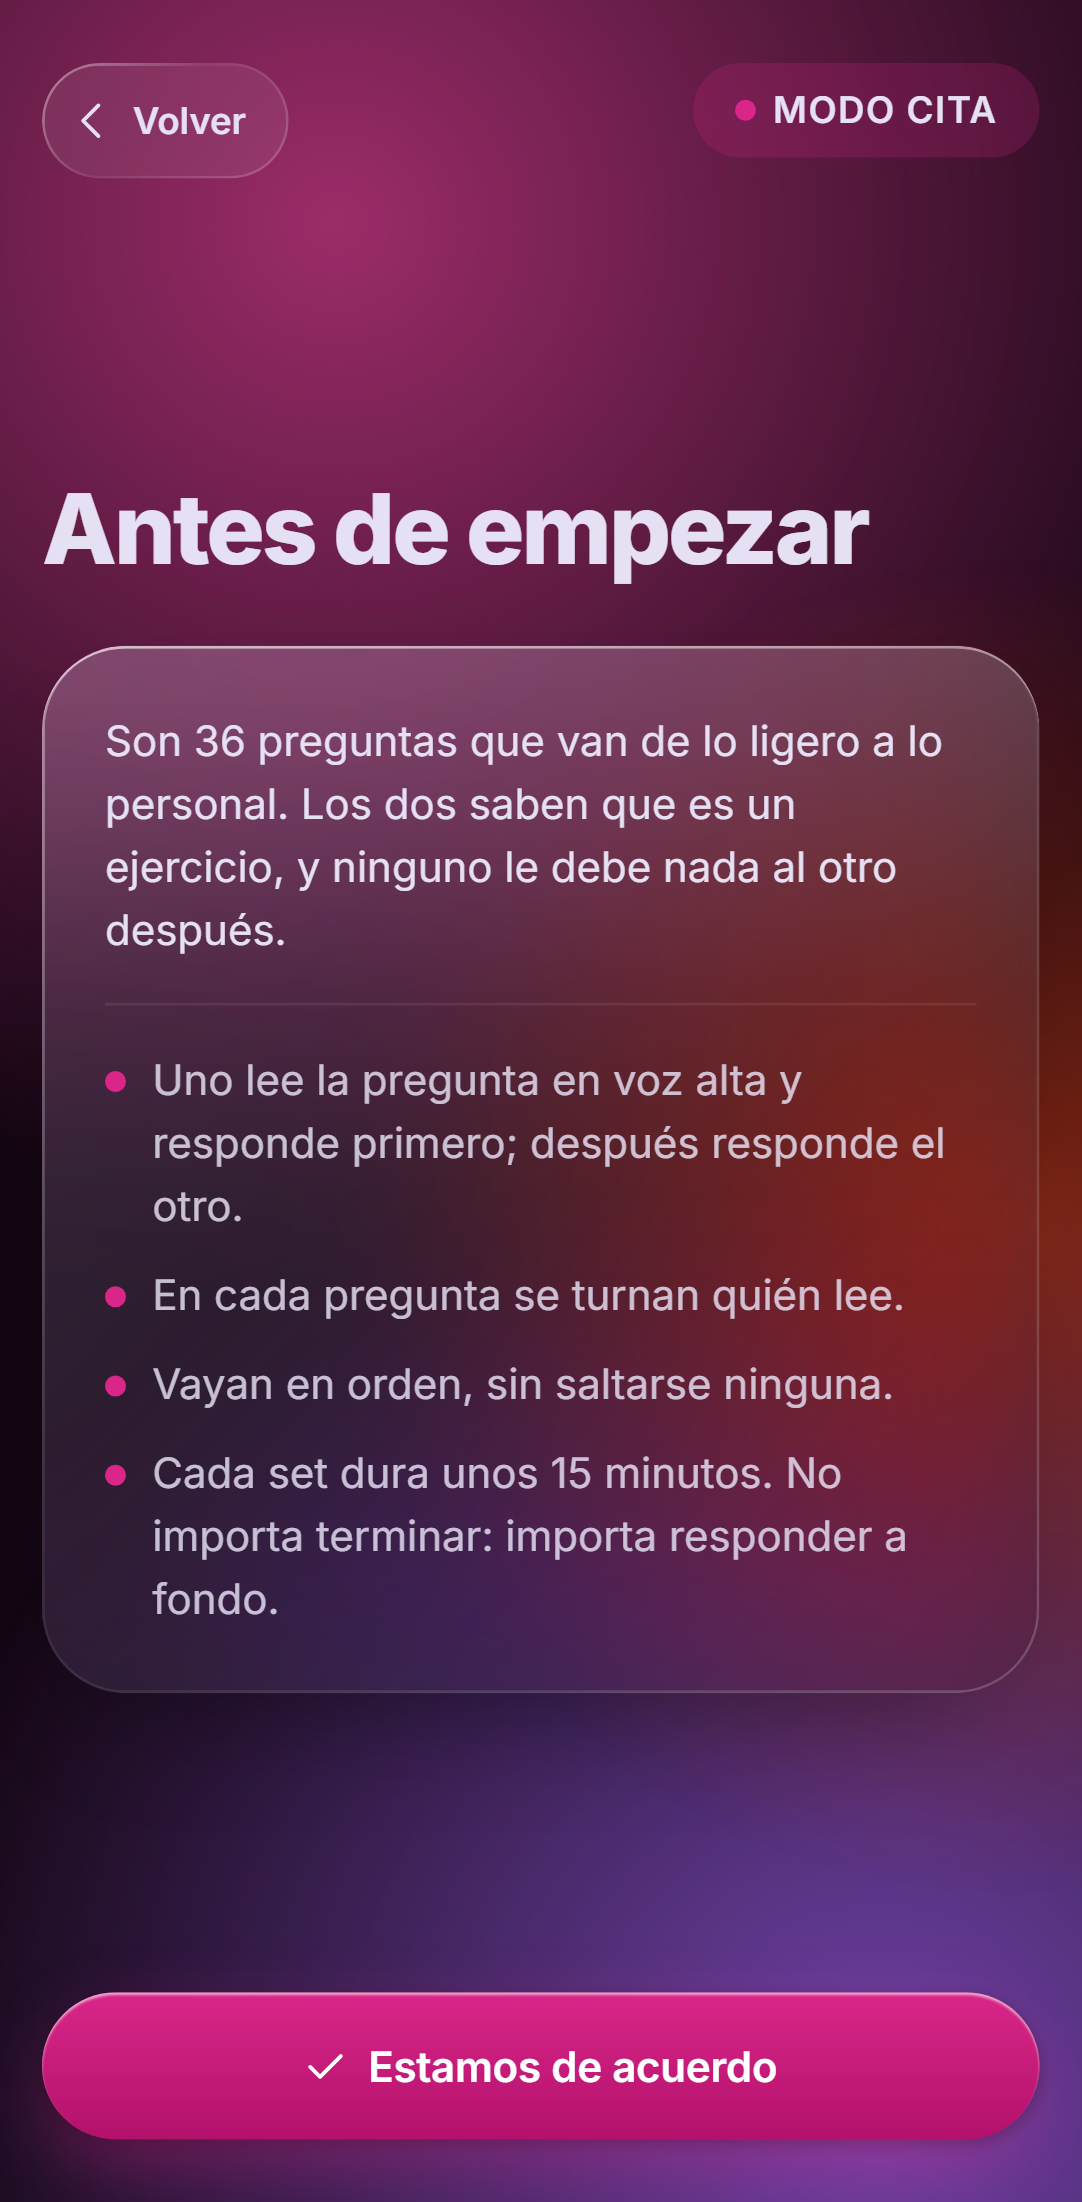 Volver
MODO CITA
Antes de empezar
Son 36 preguntas que van de lo ligero a lo
personal. Los dos saben que es un
ejercicio, y ninguno le debe nada al otro
después.
Uno lee la pregunta en voz alta y
responde primero; después responde el
otro.
En cada pregunta se turnan quién lee.
Vayan en orden, sin saltarse ninguna.
Cada set dura unos 15 minutos. No
importa terminar: importa responder a
fondo.
Estamos de acuerdo